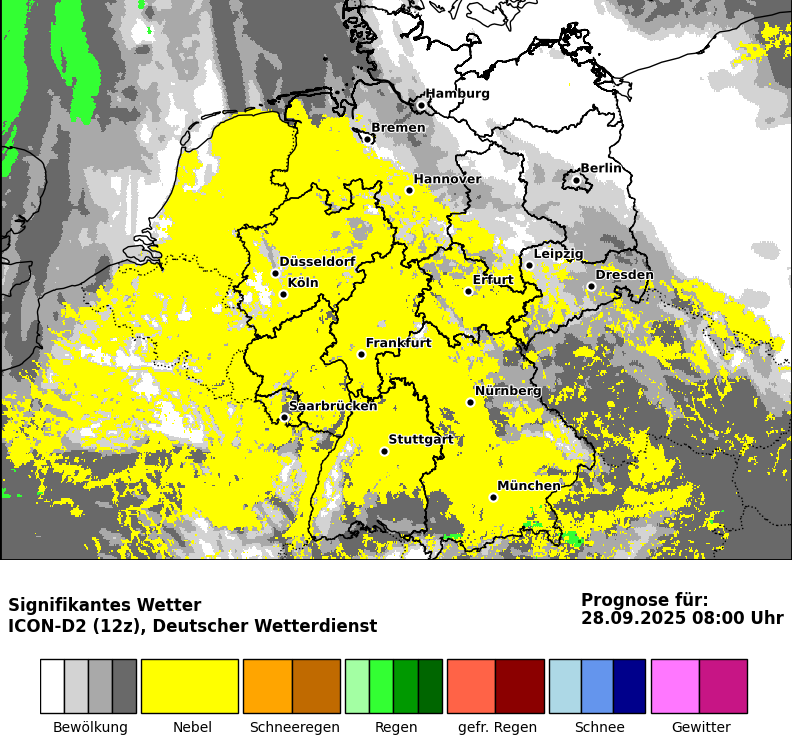 Hamburg
Bremen
Berlin
Hannover
Leipzig
Düsseldorf
Dresden
Köln
Erfurt
Frankfurt
Nürnberg
Saarbrücken
Stuttgart
München
Signifikantes Wetter
ICON-D2 (12z), Deutscher Wetterdienst
Prognose für:
28.09.2025 08:00 Uhr
Bewölkung Nebel Schneeregen Regen gefr. Regen Schnee Gewitter